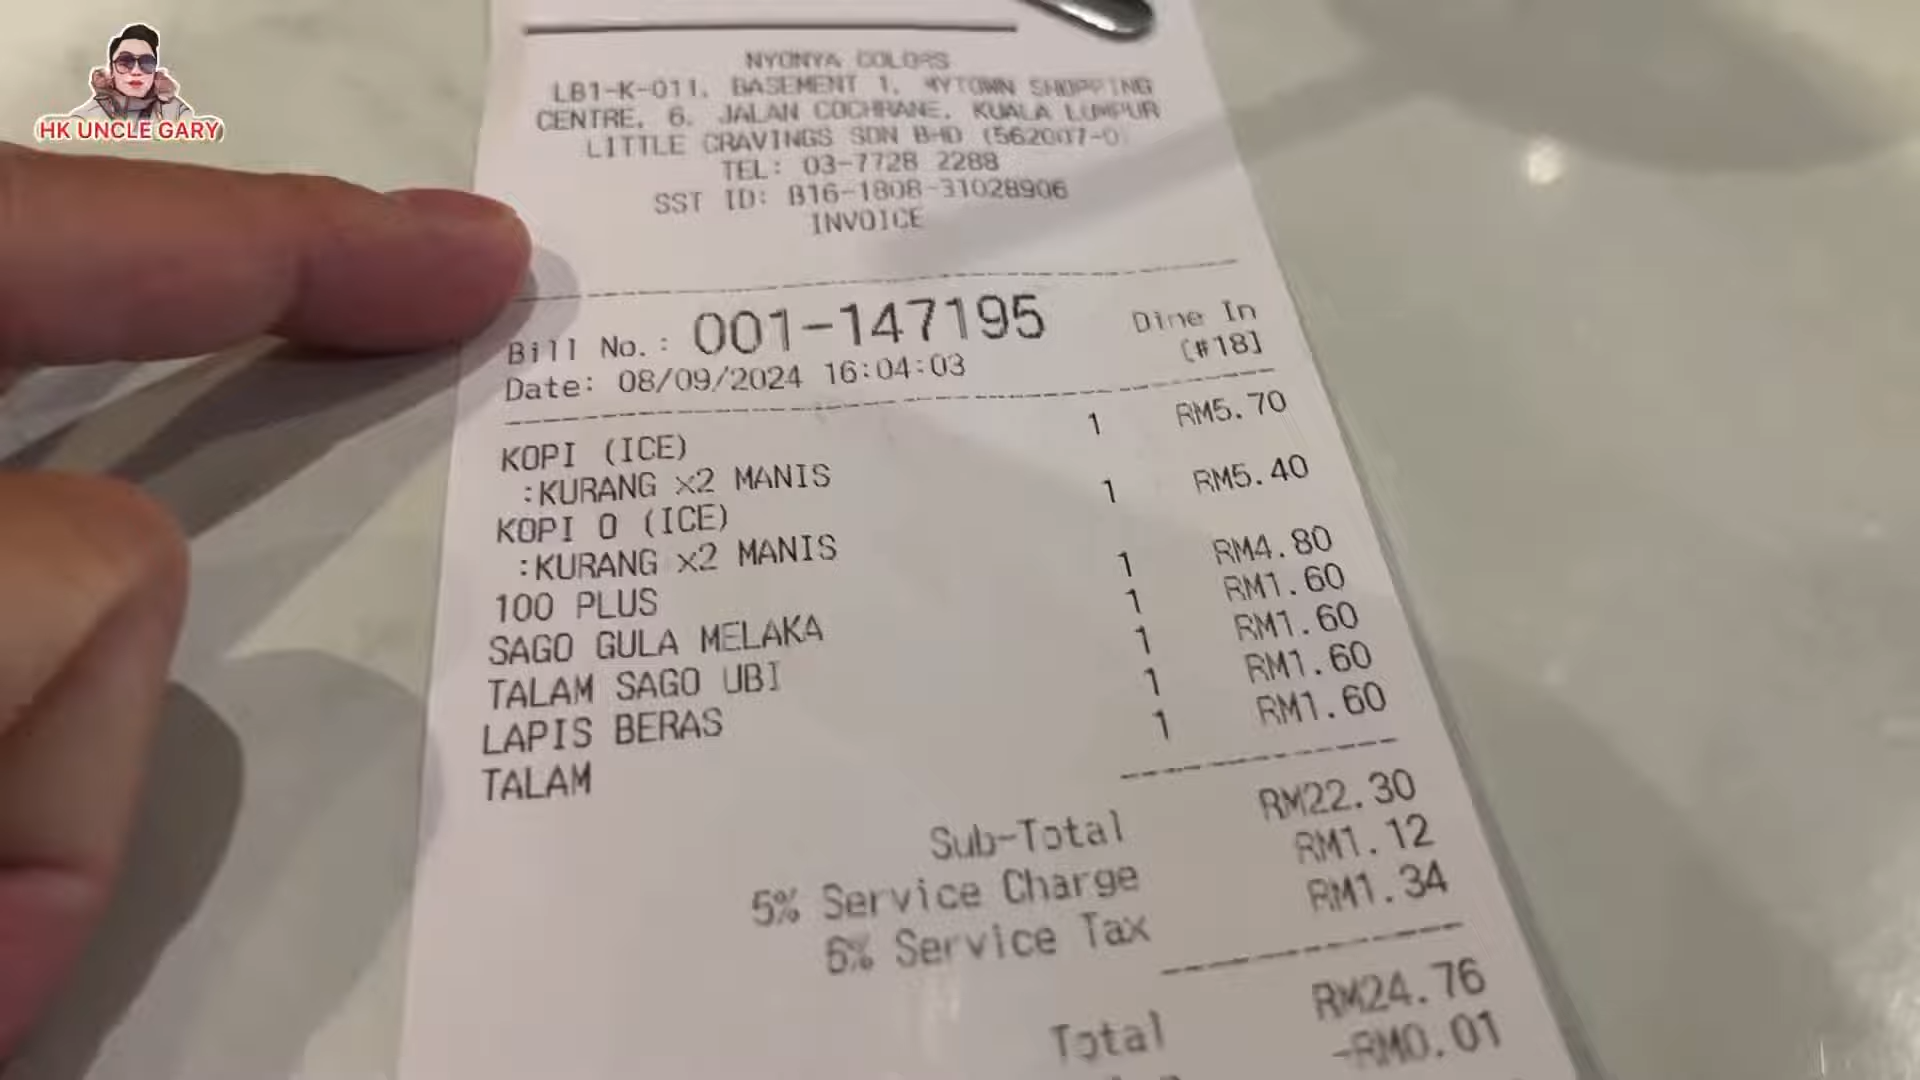 HK UNCLE GARY
NYONYA COLORS
LB1-K-011, BASEMENT 1, MYTOWN SHOPPING
CENTRE, 6, JALAN COCHRANE, KUALA LUMPUR
LITTLE CRAVINGS SDN BHD (562007-
TEL: 03-7728 2288
SST ID: B16-1808-31028906
INVOICE
Bill No.: 001-147195 Dine In
Date: 08/09/2024 16:04:03 [#18]
KOPI (ICE) 1 RM5.70
:KURANG x2 MANIS
KOPI O (ICE) 1 RM5.40
:KURANG x2 MANIS
100 PLUS 1 RM4.80
SAGO GULA MELAKA 1 RM1.60
TALAM SAGO UBI 1 RM1.60
LAPIS BERAS 1 RM1.60
TALAM 1 RM1.60
Sub-Total RM22.30
5% Service Charge RM1.12
6% Service Tax RM1.34
Total RM24.76
-RM0.01